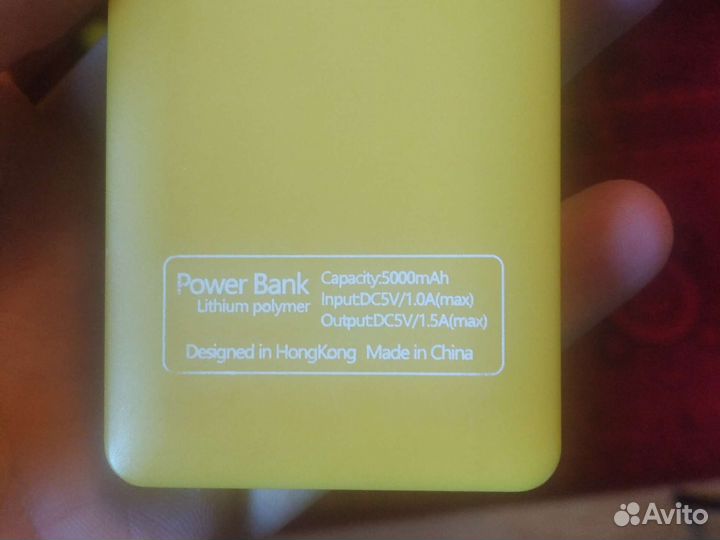 Power Bank
Lithium polymer
Capacity:5000mAh
Input:DC5V/1.0A(max)
Output:DC5V/1.5A(max)
Designed in HongKong Made in China
Avito